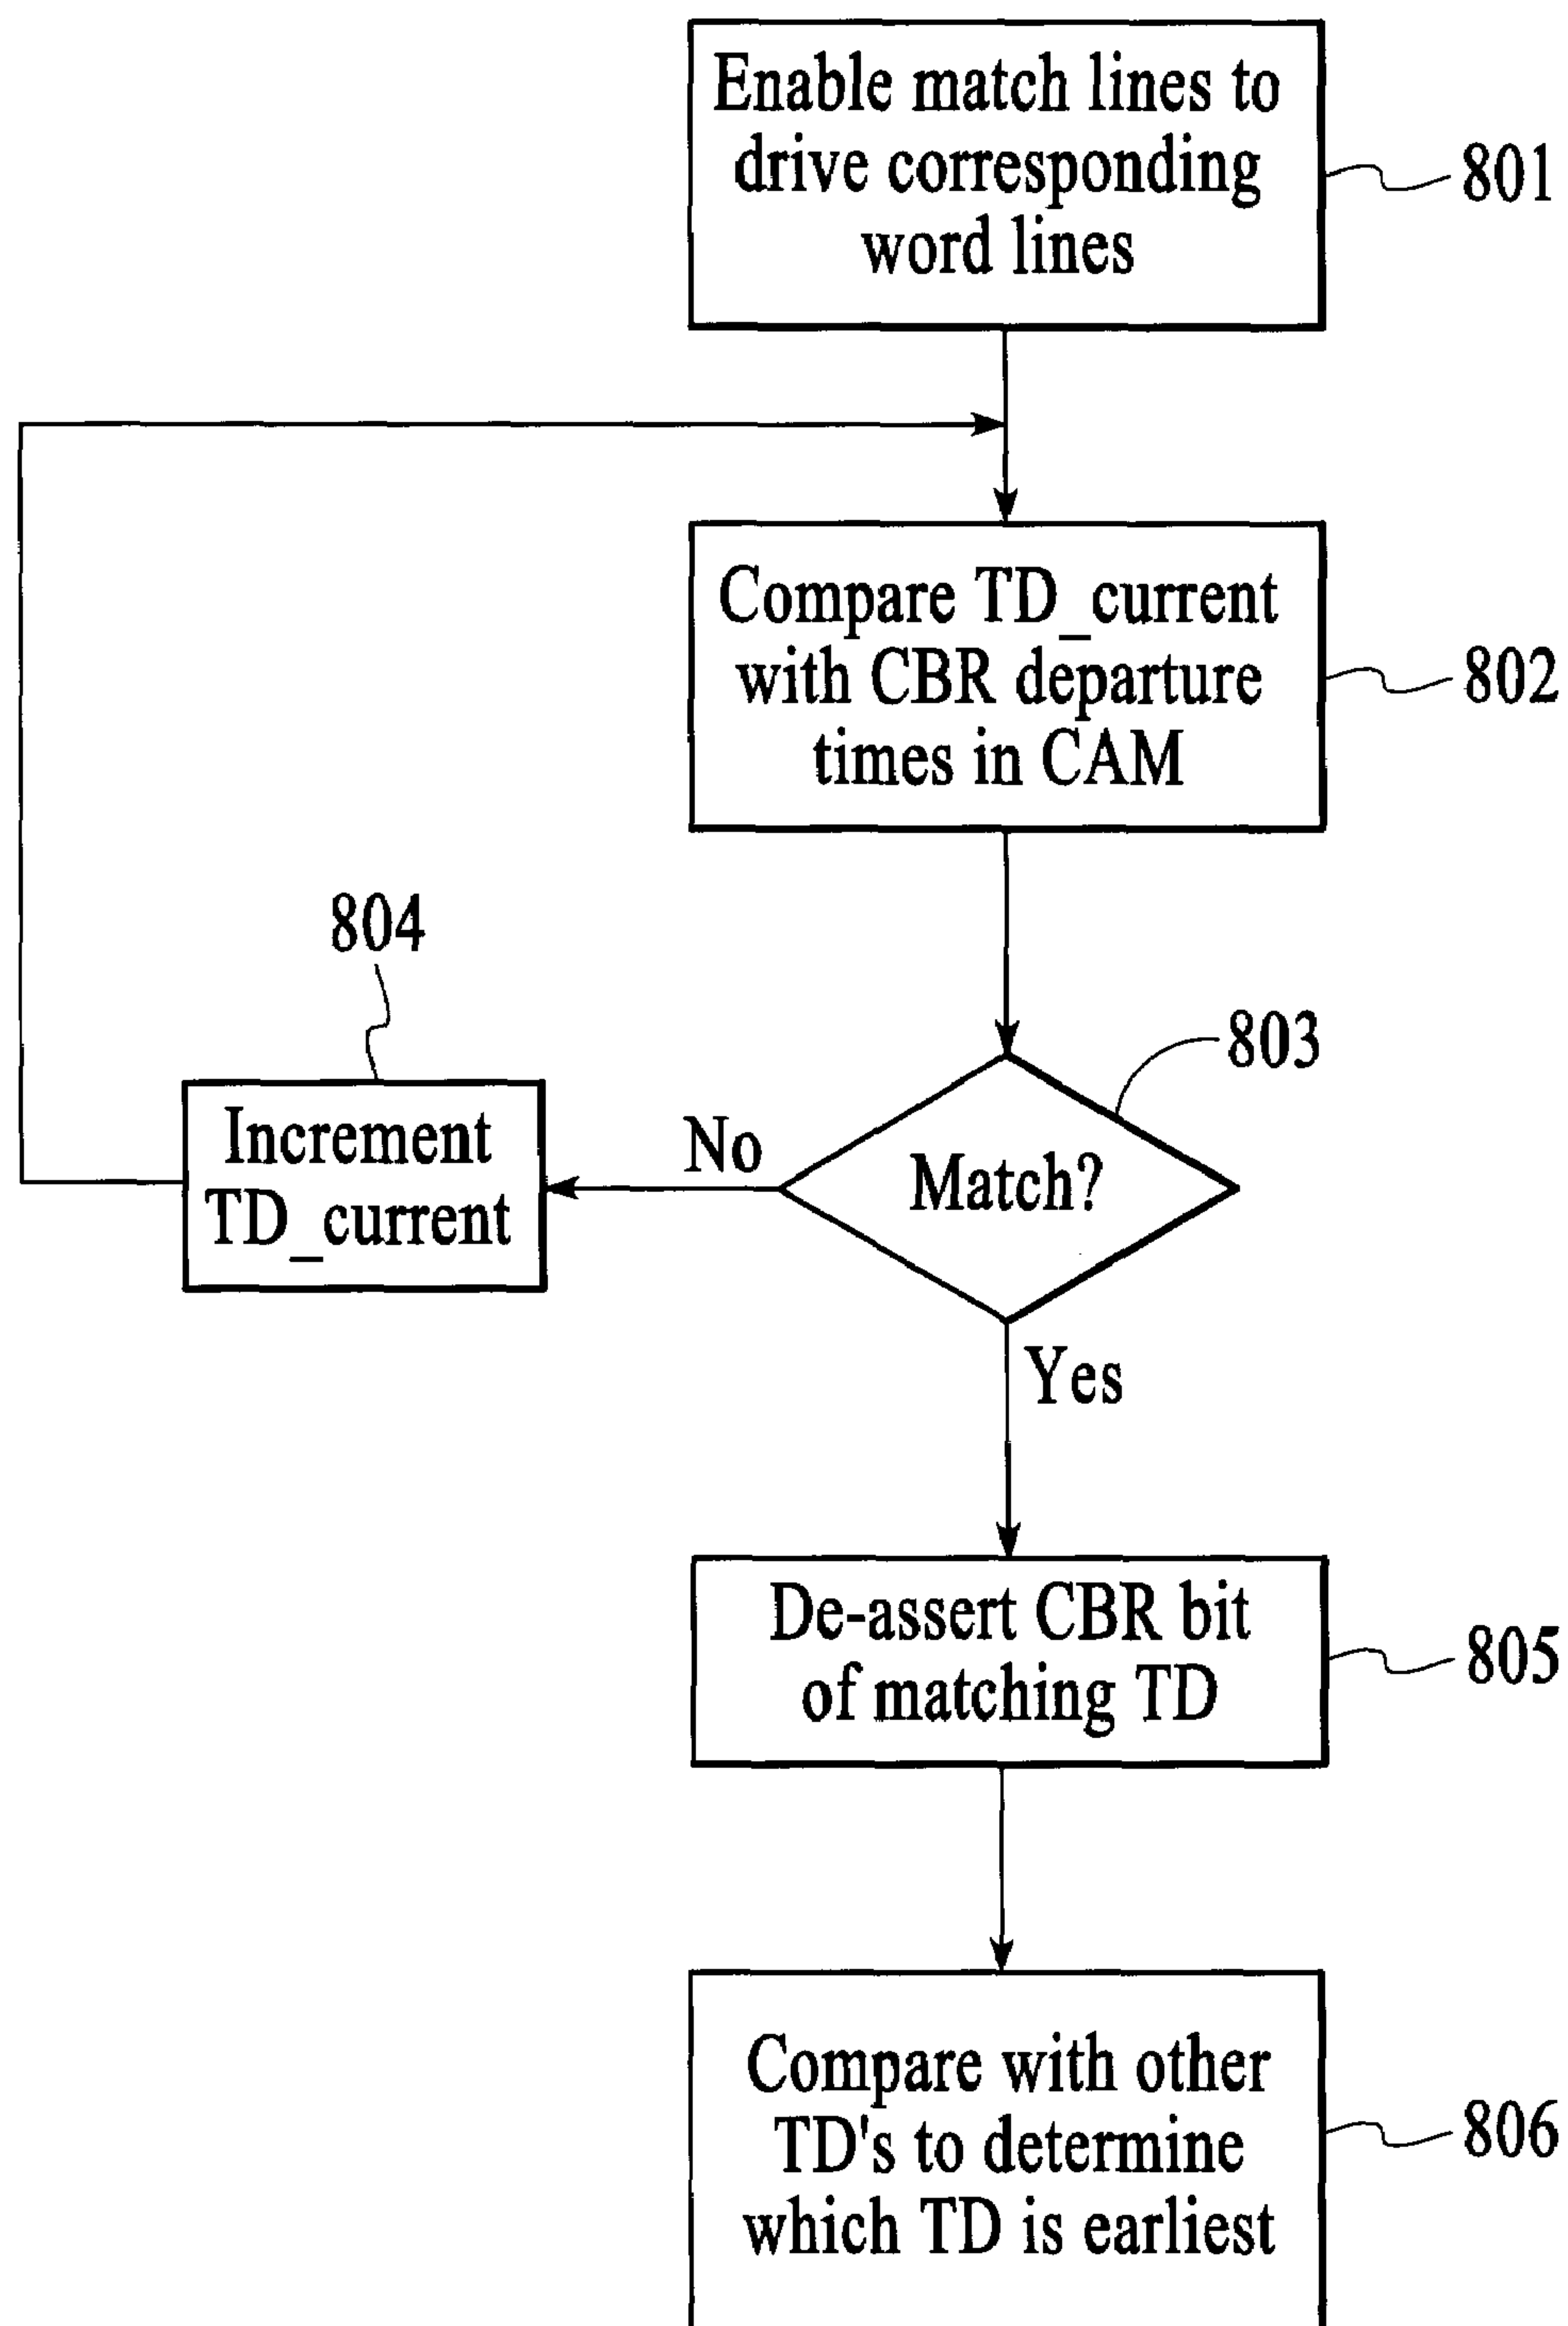 Enable match lines to
drive corresponding
word lines
801
Compare TD_current
with CBR departure
times in CAM
802
804
803
Increment
TD_current
No
Match?
Yes
De-assert CBR bit
of matching TD
805
Compare with other
TD's to determine
which TD is earliest
806